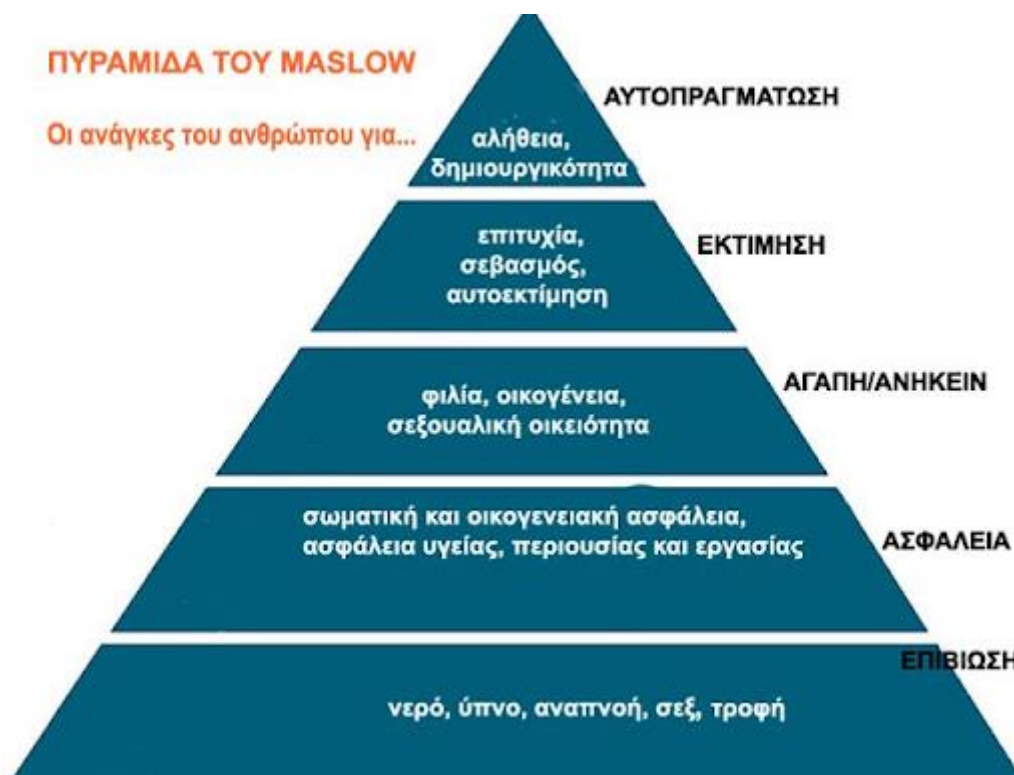 ΠΥΡΑΜΙΔΑ ΤΟΥ MASLOW
Οι ανάγκες του ανθρώπου για...
ΑΥΤΟΠΡΑΓΜΑΤΩΣΗ
αλήθεια,
δημιουργικότητα
ΕΚΤΙΜΗΣΗ
επιτυχία,
σεβασμός,
αυτοεκτίμηση
ΑΓΑΠΗ/ΑΝΗΚΕΙΝ
φιλία, οικογένεια,
σεξουαλική οικειότητα
ΑΣΦΑΛΕΙΑ
σωματική και οικογενειακή ασφάλεια,
ασφάλεια υγείας, περιουσίας και εργασίας
ΕΠΙΒΙΩΣΗ
νερό, ύπνο, αναπνοή, σεξ, τροφή